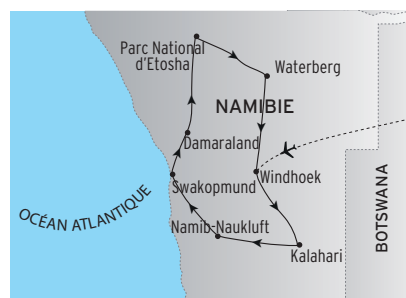 Parc National
d'Etosha
Waterberg
NAMIBIE
Damaraland
Windhoek
Swakopmund
OCÉAN ATLANTIQUE
Namib-Naukluft
Kalahari
BOTSWANA